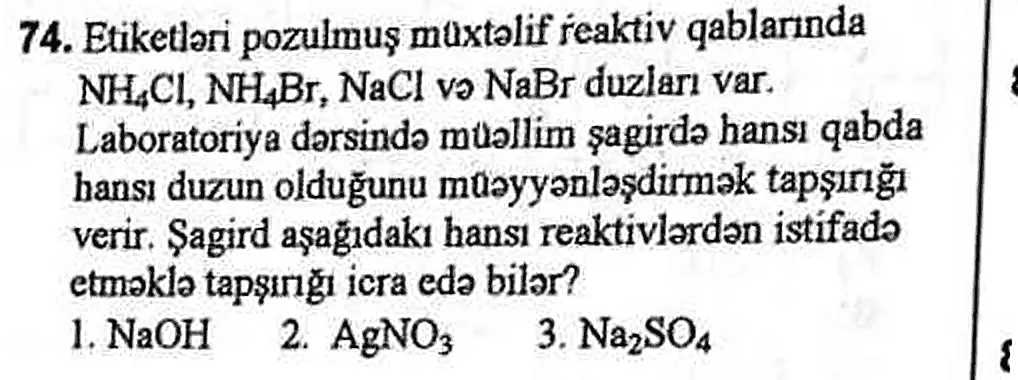 74. Etiketləri pozulmuş müxtəlif reaktiv qablarında
NH₄Cl, NH₄Br, NaCl və NaBr duzları var.
Laboratoriya dərsində müəllim şagirdə hansı qabda
hansı duzun olduğunu müəyyənləşdirmək tapşırığı
verir. Şagird aşağıdakı hansı reaktivlərdən istifadə
etməklə tapşırığı icra edə bilər?
1. NaOH 2. AgNO₃ 3. Na₂SO₄